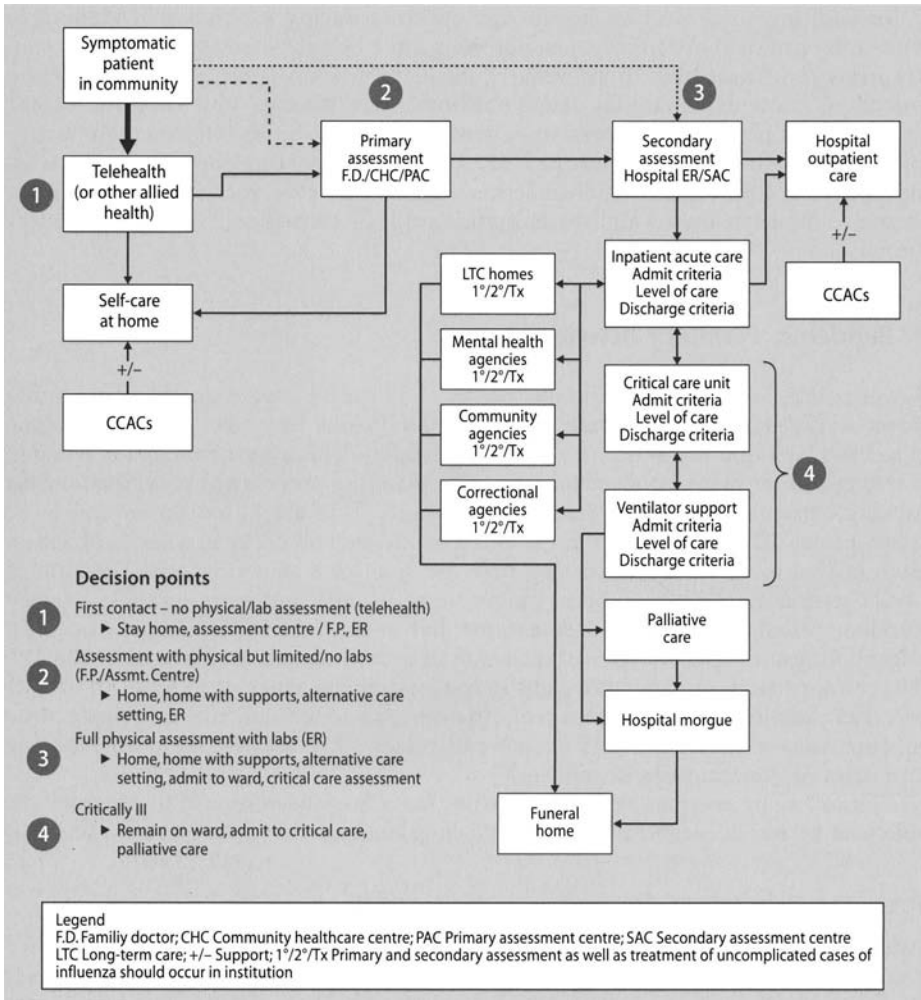 Symptomatic
patient
in community
1
Telehealth
(or other allied
health)
Self-care
at home
+/–
CCACs
2
Primary
assessment
F.D./CHC/PAC
3
Secondary
assessment
Hospital ER/SAC
Hospital
outpatient
care
+/–
CCACs
LTC homes
1°/2°/Tx
Mental health
agencies
1°/2°/Tx
Community
agencies
1°/2°/Tx
Correctional
agencies
1°/2°/Tx
Inpatient acute care
Admit criteria
Level of care
Discharge criteria
Critical care unit
Admit criteria
Level of care
Discharge criteria
4
Ventilator support
Admit criteria
Level of care
Discharge criteria
Palliative
care
Hospital morgue
Funeral
home
Decision points
1
First contact – no physical/lab assessment (telehealth)
► Stay home, assessment centre / F.P., ER
2
Assessment with physical but limited/no labs
(F.P./Assmt. Centre)
► Home, home with supports, alternative care
setting, ER
3
Full physical assessment with labs (ER)
► Home, home with supports, alternative care
setting, admit to ward, critical care assessment
4
Critically Ill
► Remain on ward, admit to critical care,
palliative care
Legend
F.D. Familiy doctor; CHC Community healthcare centre; PAC Primary assessment centre; SAC Secondary assessment centre
LTC Long-term care; +/– Support; 1°/2°/Tx Primary and secondary assessment as well as treatment of uncomplicated cases of
influenza should occur in institution